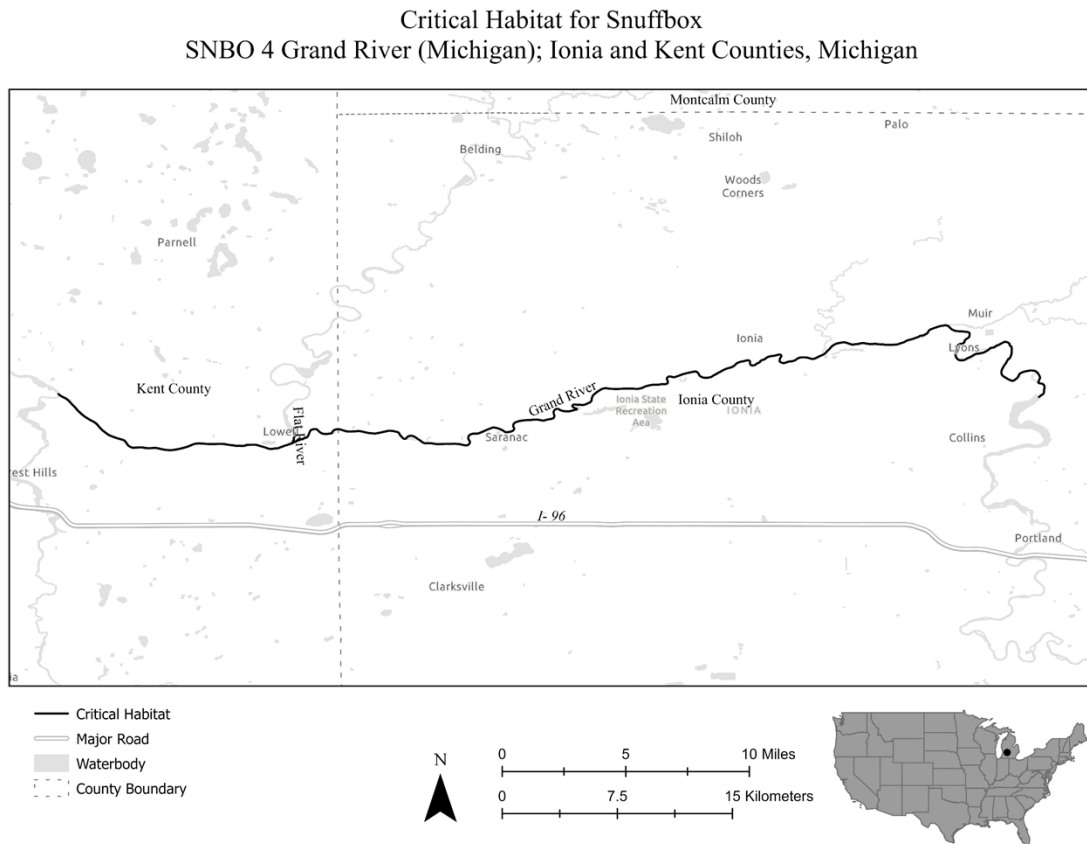 Critical Habitat for Snuffbox
SNBO 4 Grand River (Michigan); Ionia and Kent Counties, Michigan
Montcalm County
Palo
Shiloh
Belding
Woods
Corners
Parnell
Muir
Ionia
Lyons
Kent County
Grand River
Ionia State
Recreation
Aea
Ionia County
IONIA
Flat River
Lowell
Saranac
Collins
rest Hills
I- 96
Portland
Clarksville
ia
Critical Habitat
Major Road
Waterbody
County Boundary
N
0 5 10 Miles
0 7.5 15 Kilometers